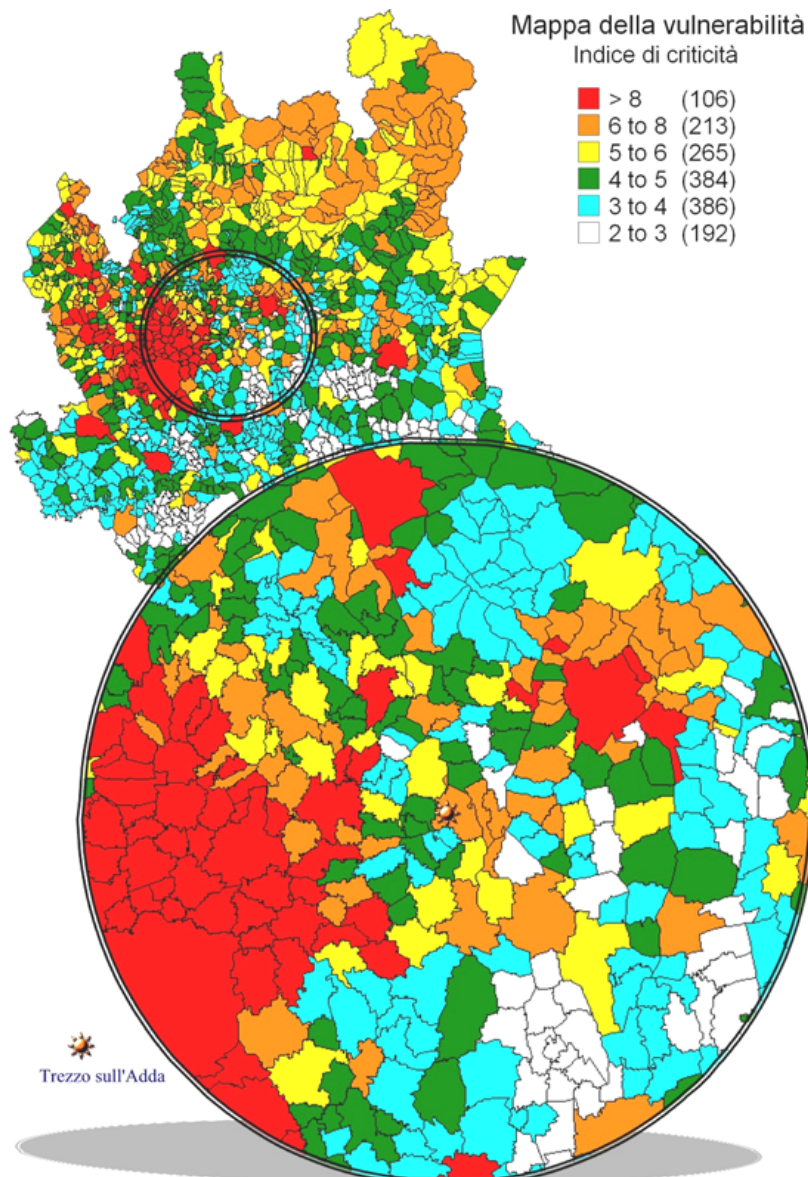 Mappa della vulnerabilità
Indice di criticità
> 8 (106)
6 to 8 (213)
5 to 6 (265)
4 to 5 (384)
3 to 4 (386)
2 to 3 (192)
Trezzo sull'Adda